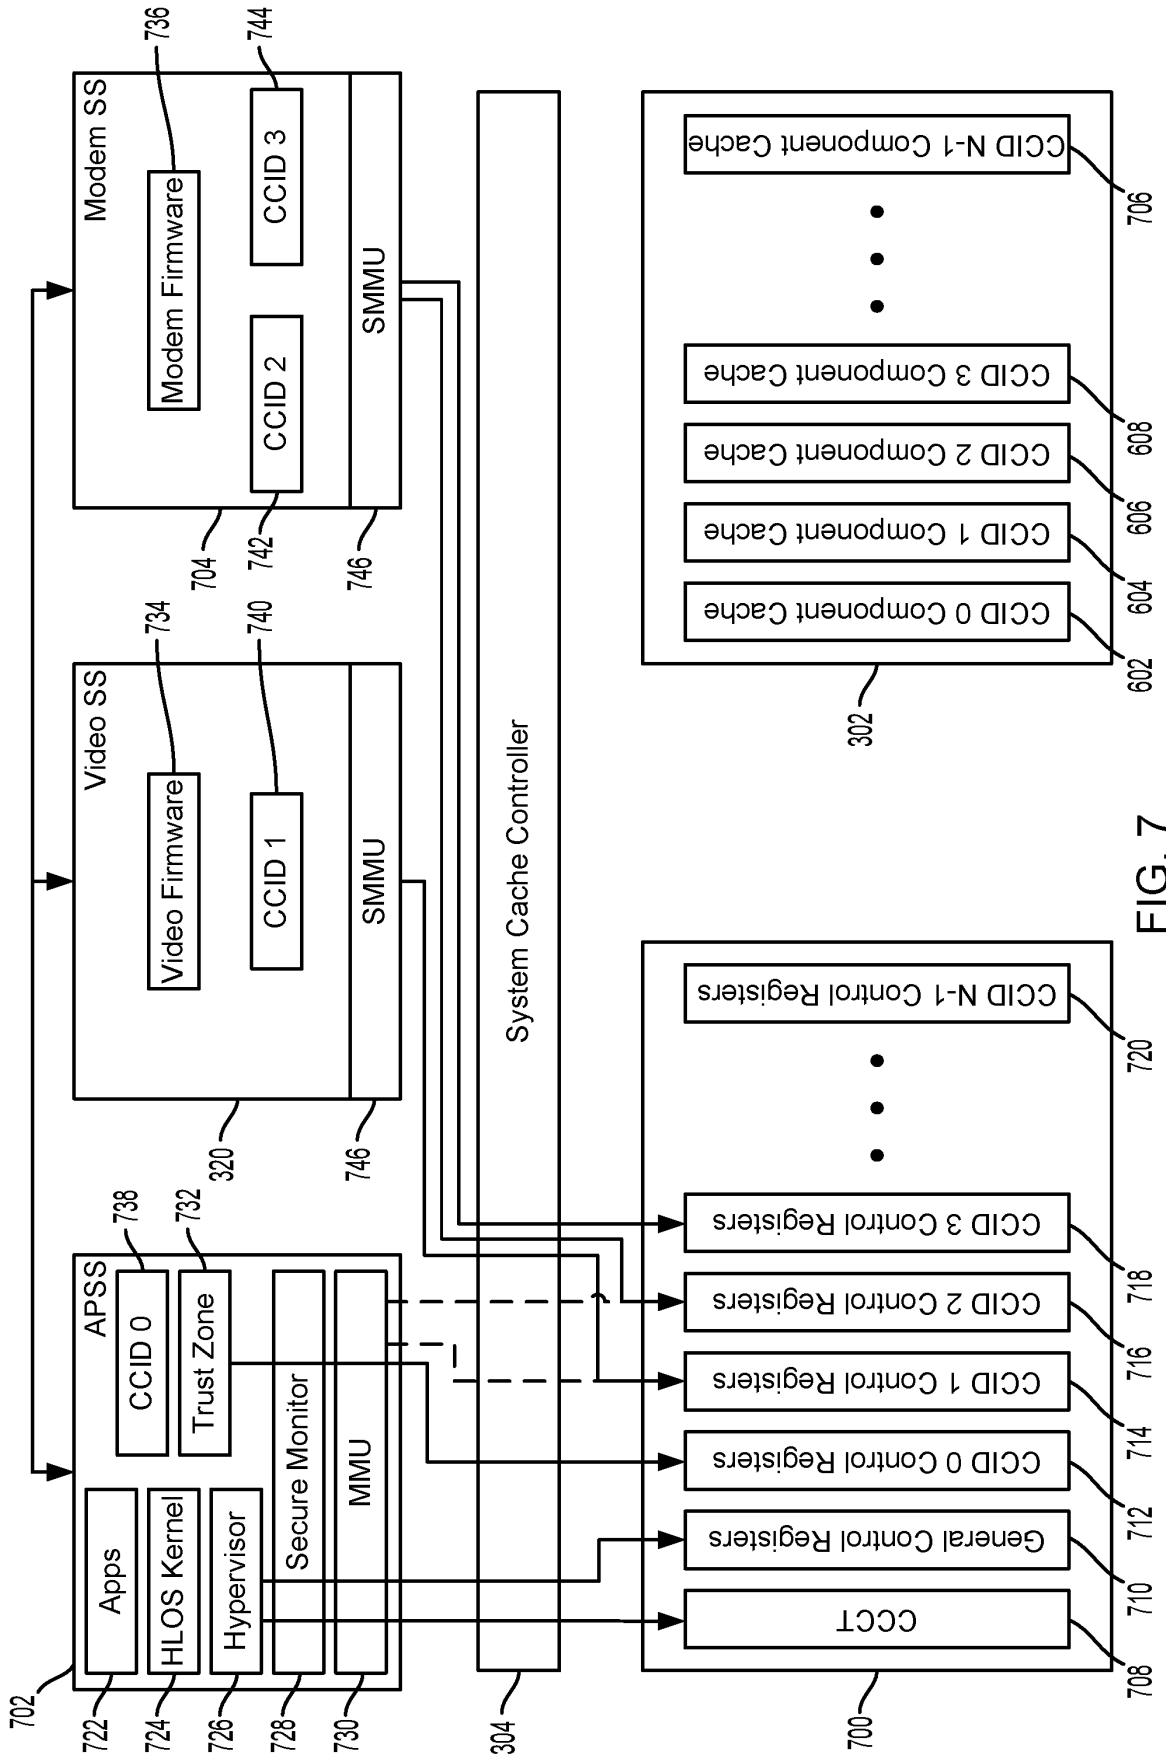 702
APSS
722
Apps
CCID 0
738
724
HLOS Kernel
Trust Zone
732
726
Hypervisor
728
Secure Monitor
730
MMU
Video SS
Video Firmware
734
CCID 1
740
320
SMMU
746
Modem SS
Modem Firmware
736
704
CCID 2
742
CCID 3
744
SMMU
746
System Cache Controller
304
700
CCCT
708
General Control Registers
710
CCID 0 Control Registers
712
CCID 1 Control Registers
714
CCID 2 Control Registers
716
CCID 3 Control Registers
718
CCID N-1 Control Registers
720
302
CCID 0 Component Cache
602
CCID 1 Component Cache
604
CCID 2 Component Cache
606
CCID 3 Component Cache
608
CCID N-1 Component Cache
706
FIG. 7